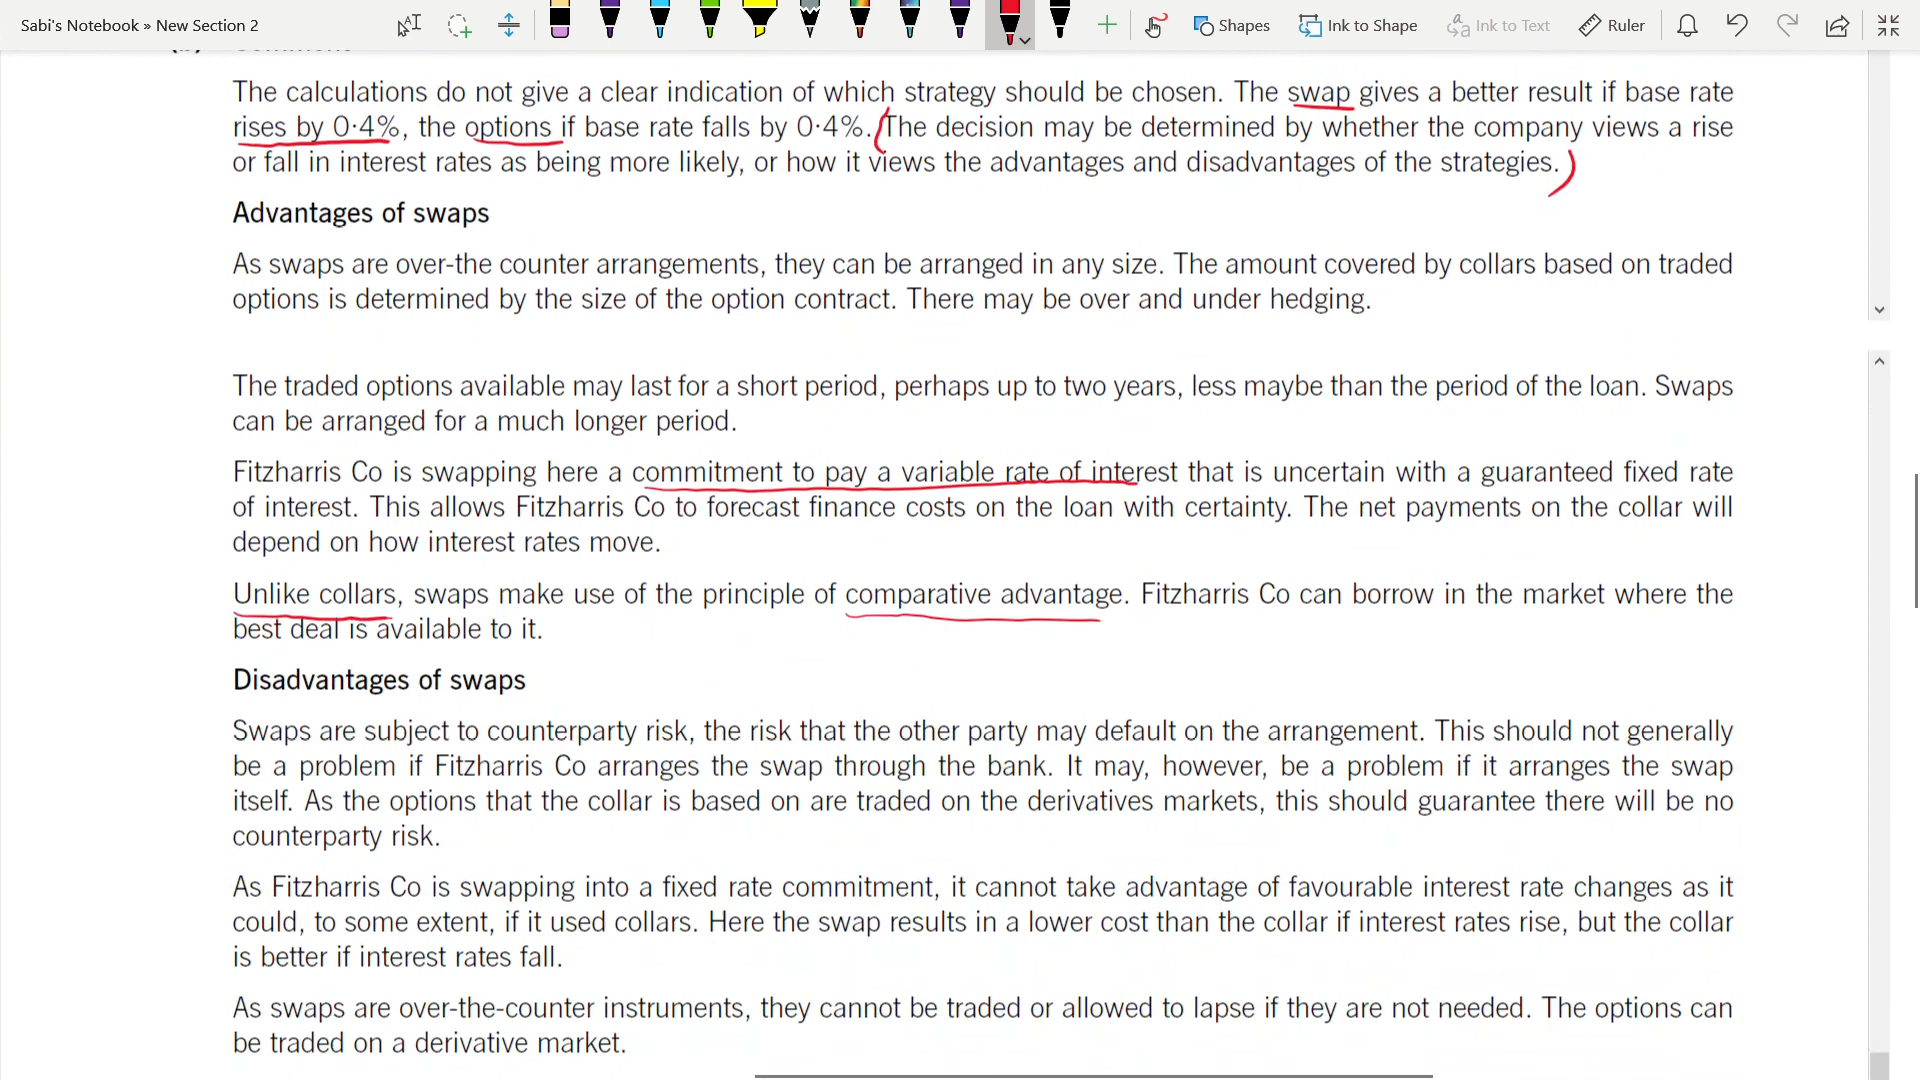 Sabi's Notebook » New Section 2
Shapes
Ink to Shape
Ink to Text
Ruler
The calculations do not give a clear indication of which strategy should be chosen. The swap gives a better result if base rate
rises by 0·4%, the options if base rate falls by 0·4%. The decision may be determined by whether the company views a rise
or fall in interest rates as being more likely, or how it views the advantages and disadvantages of the strategies.
Advantages of swaps
As swaps are over-the counter arrangements, they can be arranged in any size. The amount covered by collars based on traded
options is determined by the size of the option contract. There may be over and under hedging.
The traded options available may last for a short period, perhaps up to two years, less maybe than the period of the loan. Swaps
can be arranged for a much longer period.
Fitzharris Co is swapping here a commitment to pay a variable rate of interest that is uncertain with a guaranteed fixed rate
of interest. This allows Fitzharris Co to forecast finance costs on the loan with certainty. The net payments on the collar will
depend on how interest rates move.
Unlike collars, swaps make use of the principle of comparative advantage. Fitzharris Co can borrow in the market where the
best deal is available to it.
Disadvantages of swaps
Swaps are subject to counterparty risk, the risk that the other party may default on the arrangement. This should not generally
be a problem if Fitzharris Co arranges the swap through the bank. It may, however, be a problem if it arranges the swap
itself. As the options that the collar is based on are traded on the derivatives markets, this should guarantee there will be no
counterparty risk.
As Fitzharris Co is swapping into a fixed rate commitment, it cannot take advantage of favourable interest rate changes as it
could, to some extent, if it used collars. Here the swap results in a lower cost than the collar if interest rates rise, but the collar
is better if interest rates fall.
As swaps are over-the-counter instruments, they cannot be traded or allowed to lapse if they are not needed. The options can
be traded on a derivative market.